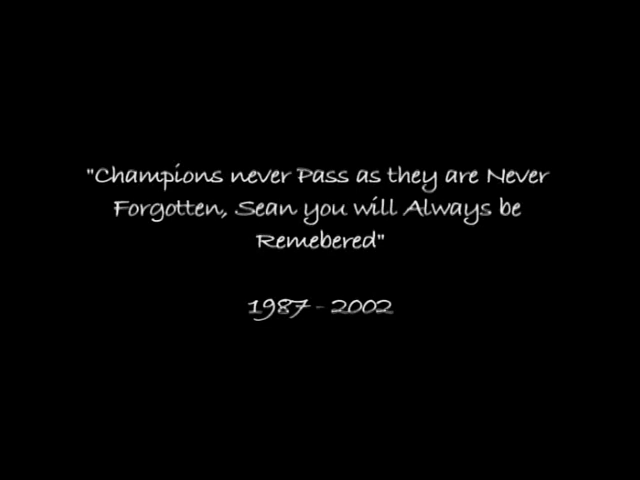 "Champions never Pass as they are Never
Forgotten, Sean you will Always be
Remebered"
1987 - 2002